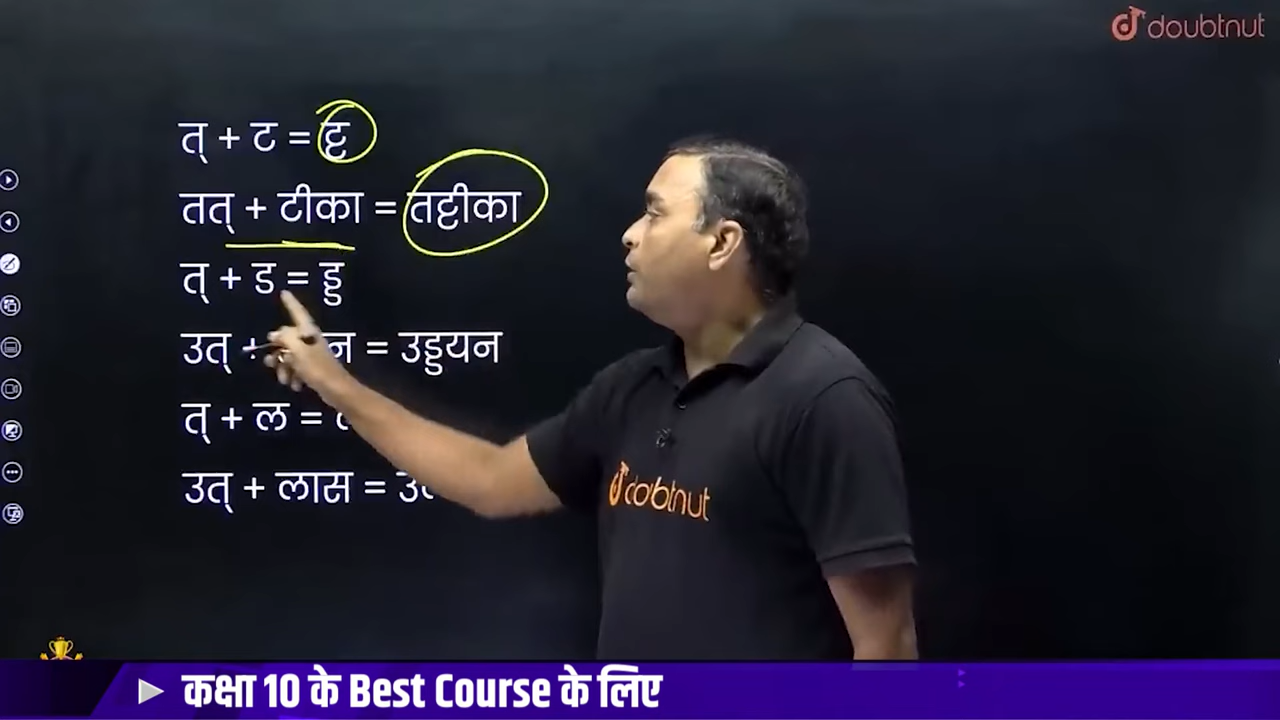 doubtnut
त् + ट = ट्ट
तत् + टीका = तट्टीका
त् + ड = ड्ड
उत् + न = उड्डयन
त् + ल =
उत् + लास =
doubtnut
कक्षा 10 के Best Course के लिए